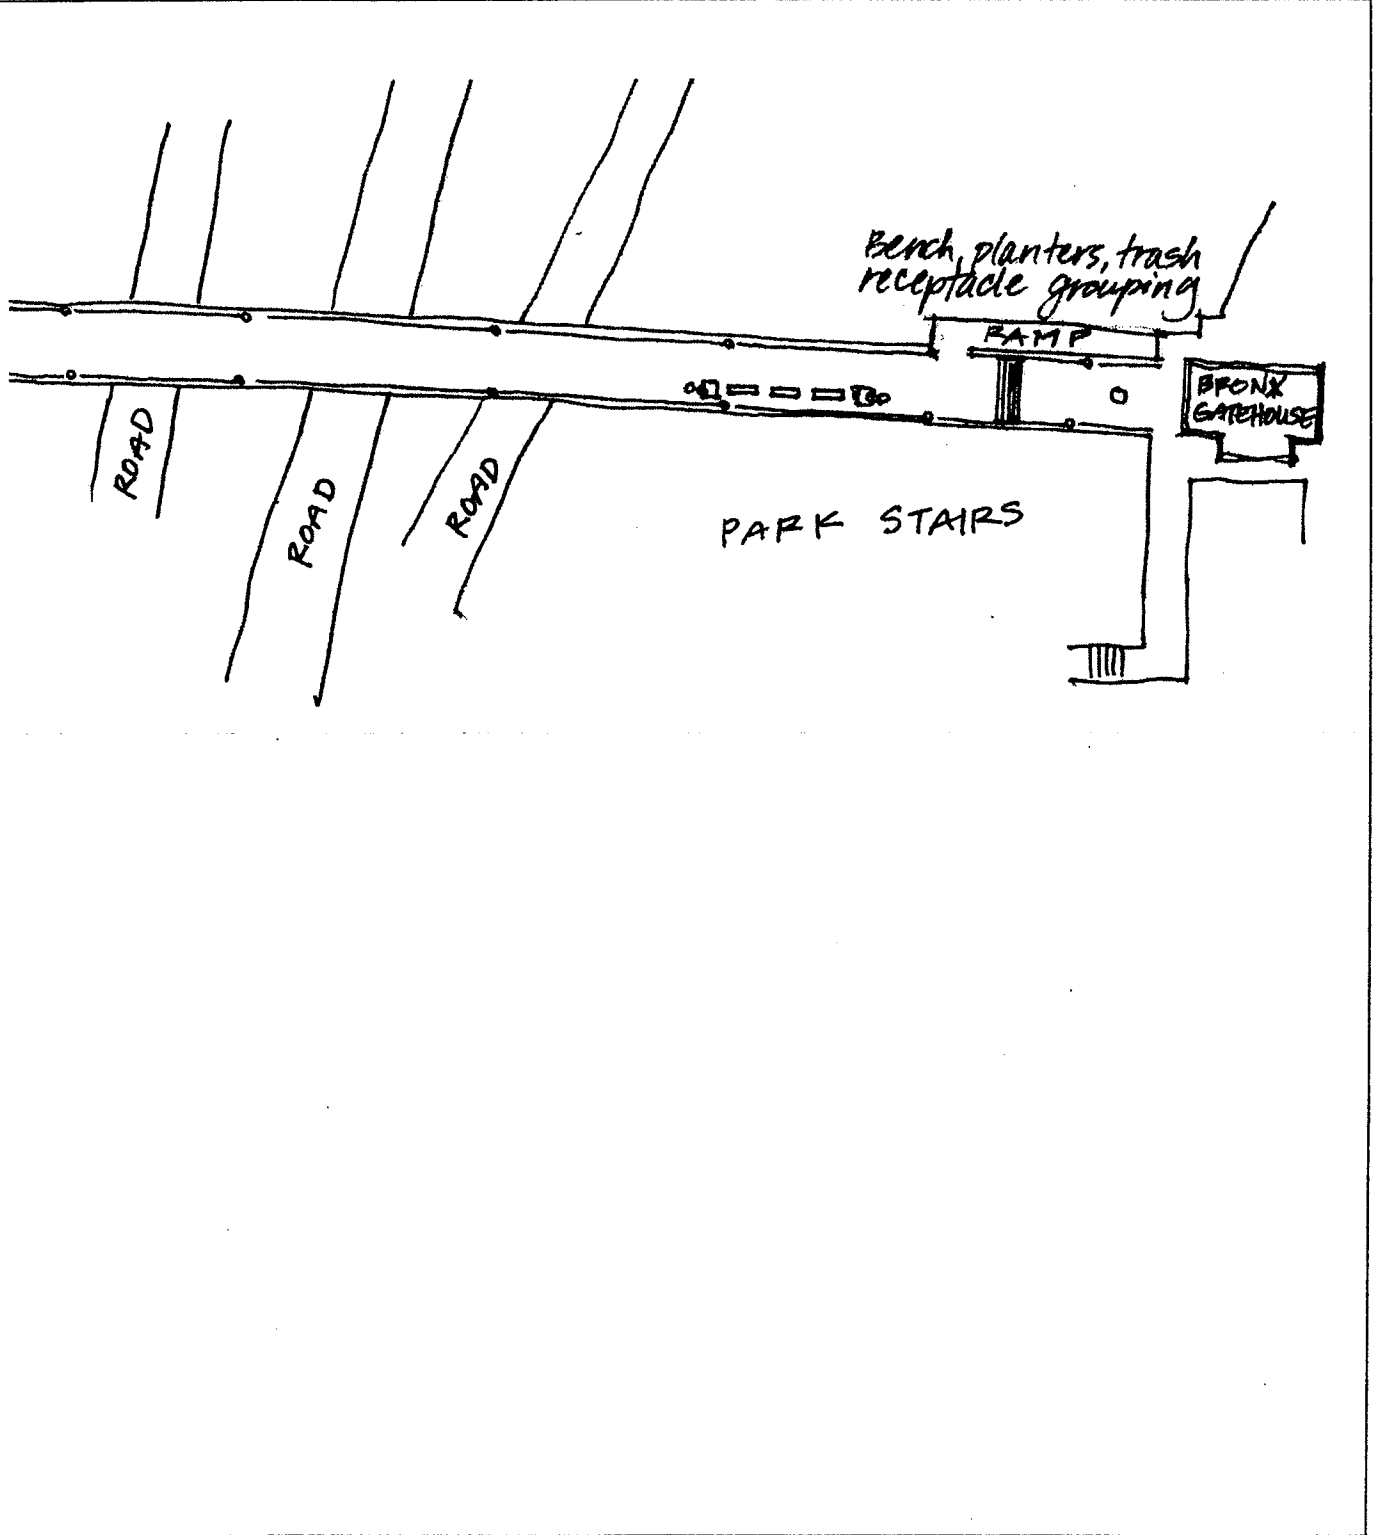 Bench, planters, trash
receptacle grouping
RAMP
BRONX
GATEHOUSE
ROAD
ROAD
ROAD
PARK STAIRS